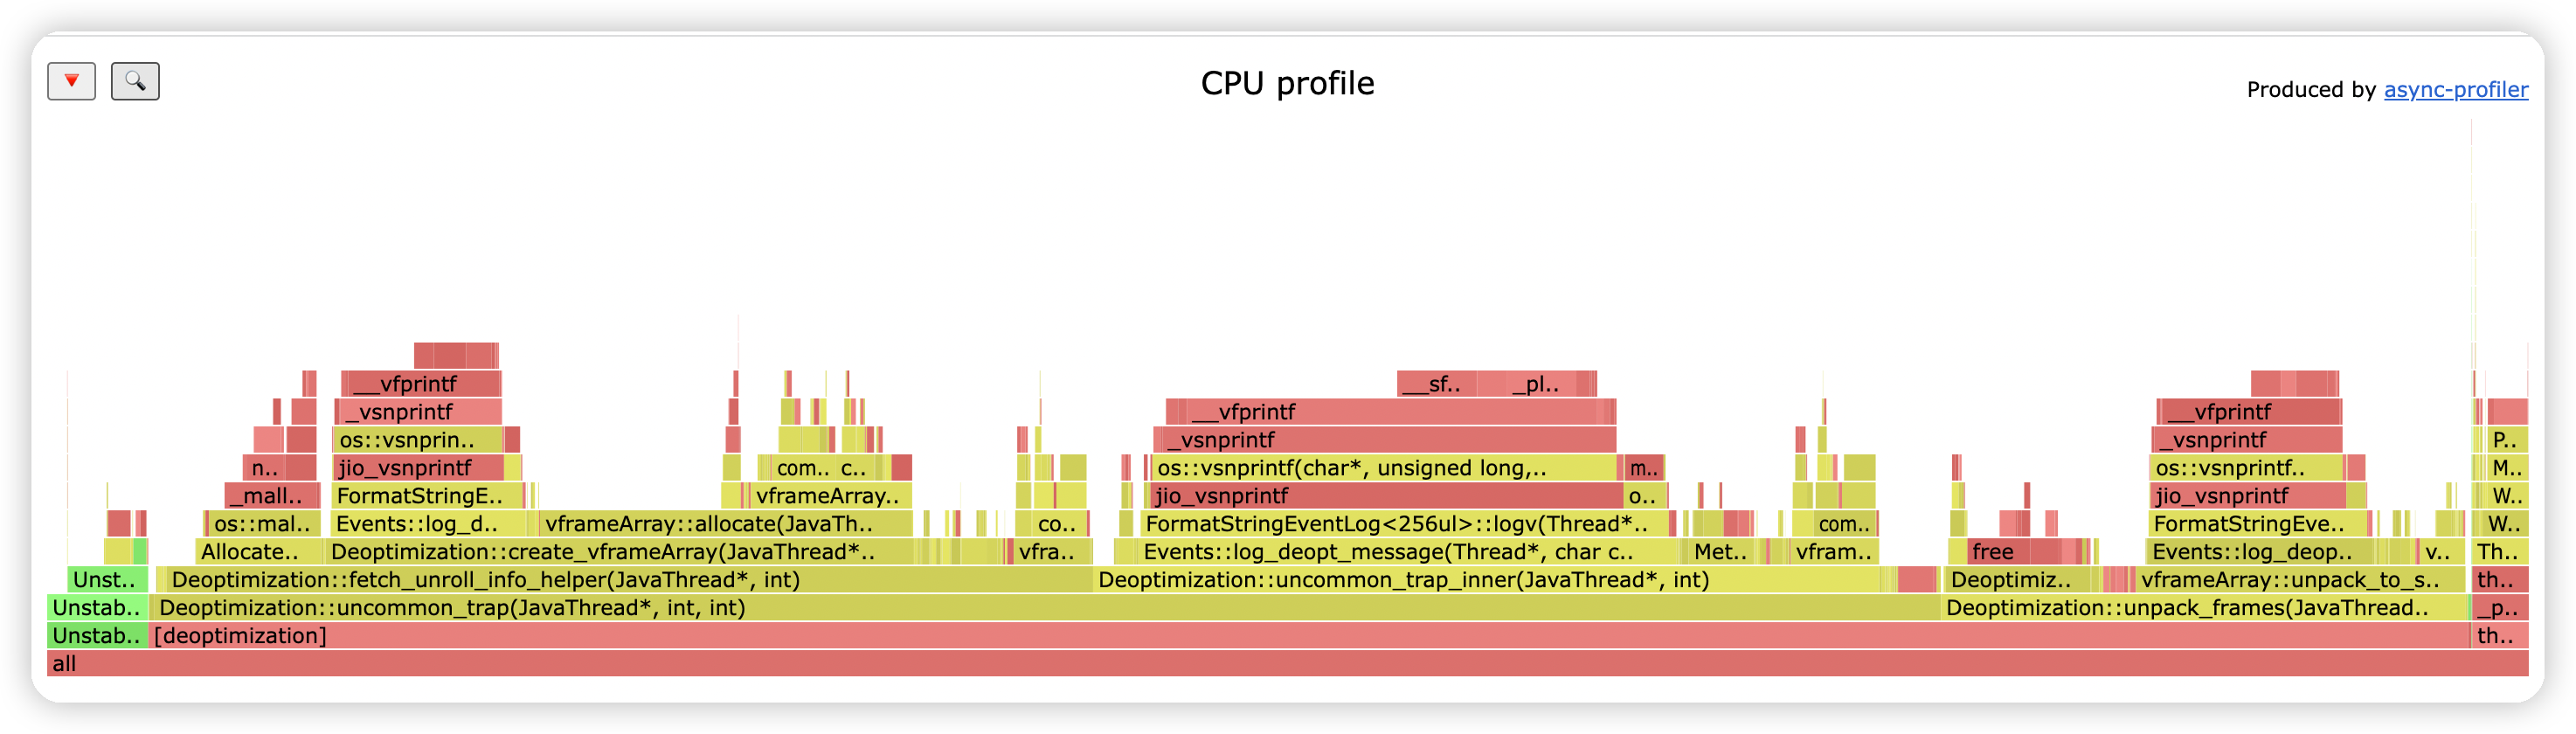 CPU profile
Produced by async-profiler
__sf.. _pl..
___vfprintf
_vsnprintf
os::vsnprin..
n.. jio_vsnprintf
_mall.. FormatStringE..
os::mal.. Events::log_d.. vframeArray::allocate(JavaTh..
com.. c..
vframeArray..
co..
___vfprintf
_vsnprintf
os::vsnprintf(char*, unsigned long,.. m..
jio_vsnprintf o..
FormatStringEventLog<256ul>::logv(Thread*.. com..
___vfprintf
_vsnprintf
os::vsnprintf..
jio_vsnprintf
FormatStringEve..
P..
M..
W..
W..
Allocate.. Deoptimization::create_vframeArray(JavaThread*.. vfra.. Events::log_deopt_message(Thread*, char c.. Met.. vfram.. free Events::log_deop.. v.. Th..
Unst.. Deoptimization::fetch_unroll_info_helper(JavaThread*, int) Deoptimization::uncommon_trap_inner(JavaThread*, int) Deoptimiz.. vframeArray::unpack_to_s.. th..
Unstab.. Deoptimization::uncommon_trap(JavaThread*, int, int) Deoptimization::unpack_frames(JavaThread.. _p..
Unstab.. [deoptimization] th..
all